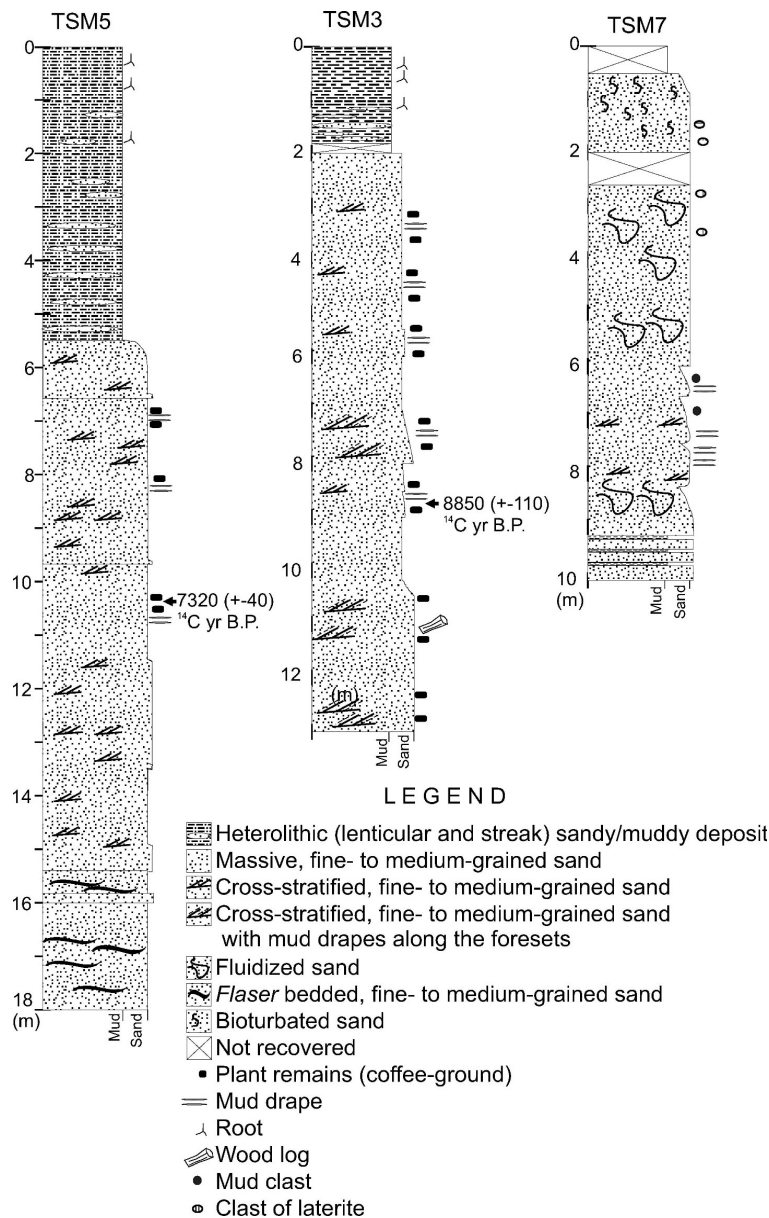 TSM5
TSM3
TSM7
0
2
4
6
8
10
12
14
16
18
(m)
Mud
Sand
7320 (+-40)
¹⁴C yr B.P.
0
2
4
6
8
10
12
(m)
Mud
Sand
8850 (+-110)
¹⁴C yr B.P.
0
2
4
6
8
10
(m)
Mud
Sand
LEGEND
Heterolithic (lenticular and streak) sandy/muddy deposit
Massive, fine- to medium-grained sand
Cross-stratified, fine- to medium-grained sand
Cross-stratified, fine- to medium-grained sand
with mud drapes along the foresets
Fluidized sand
Flaser bedded, fine- to medium-grained sand
Bioturbated sand
Not recovered
Plant remains (coffee-ground)
Mud drape
Root
Wood log
Mud clast
Clast of laterite